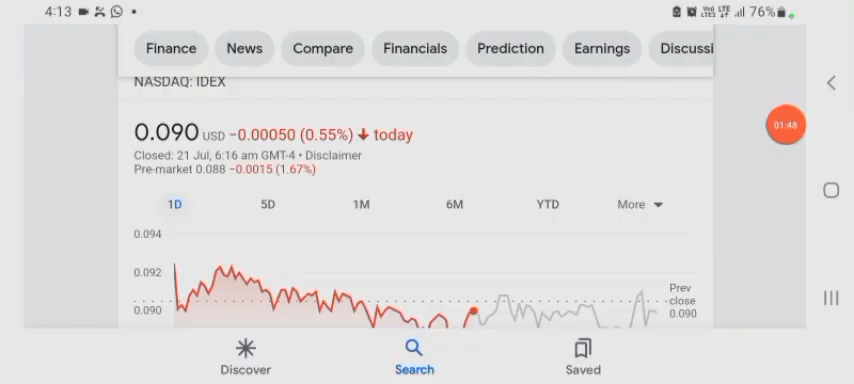 4:13
Vo) LTE
LTE2
76%
Finance News Compare Financials Prediction Earnings Discussi
NASDAQ: IDEX
01:48
0.090 USD −0.00050 (0.55%) today
Closed: 21 Jul, 6:16 am GMT-4 • Disclaimer
Pre-market 0.088 −0.0015 (1.67%)
1D 5D 1M 6M YTD More
0.094
0.092
0.090
Prev
close
0.090
Discover Search Saved